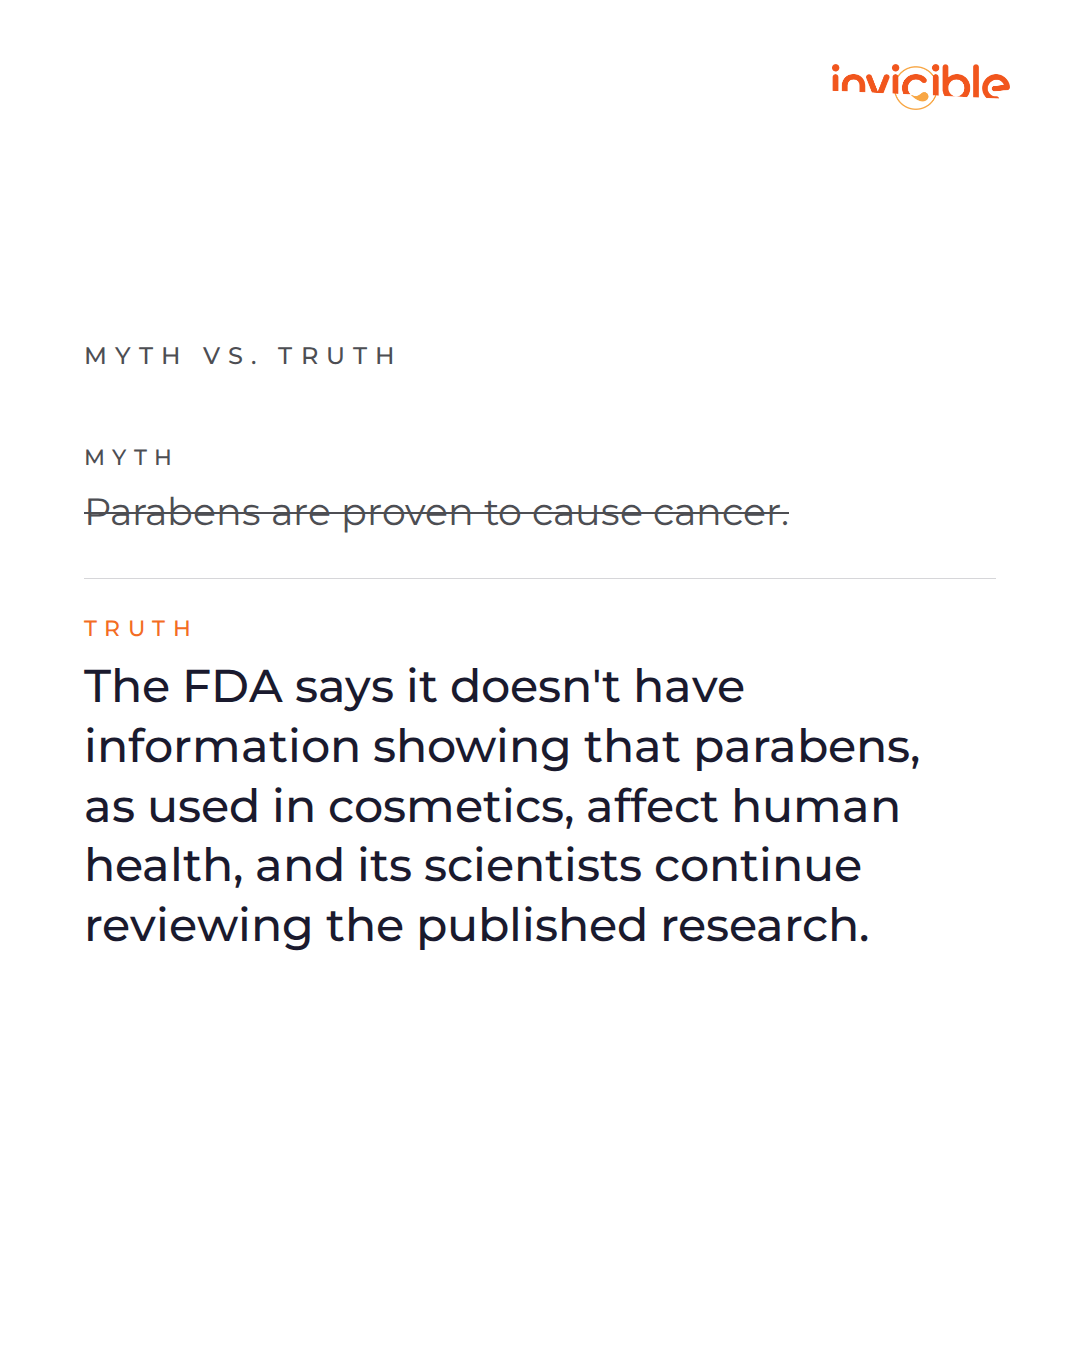 invicible
MYTH VS. TRUTH
MYTH
Parabens are proven to cause cancer.
TRUTH
The FDA says it doesn't have
information showing that parabens,
as used in cosmetics, affect human
health, and its scientists continue
reviewing the published research.